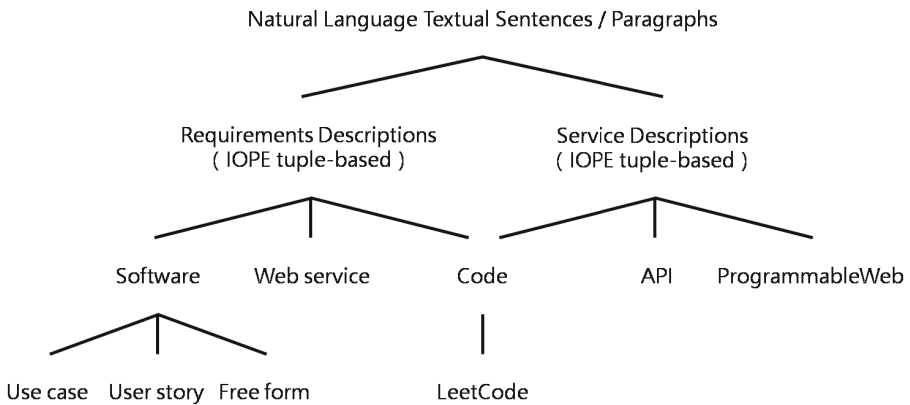 Natural Language Textual Sentences / Paragraphs
Requirements Descriptions
( IOPE tuple-based )
Service Descriptions
( IOPE tuple-based )
Software
Web service
Code
API
ProgrammableWeb
Use case
User story
Free form
LeetCode